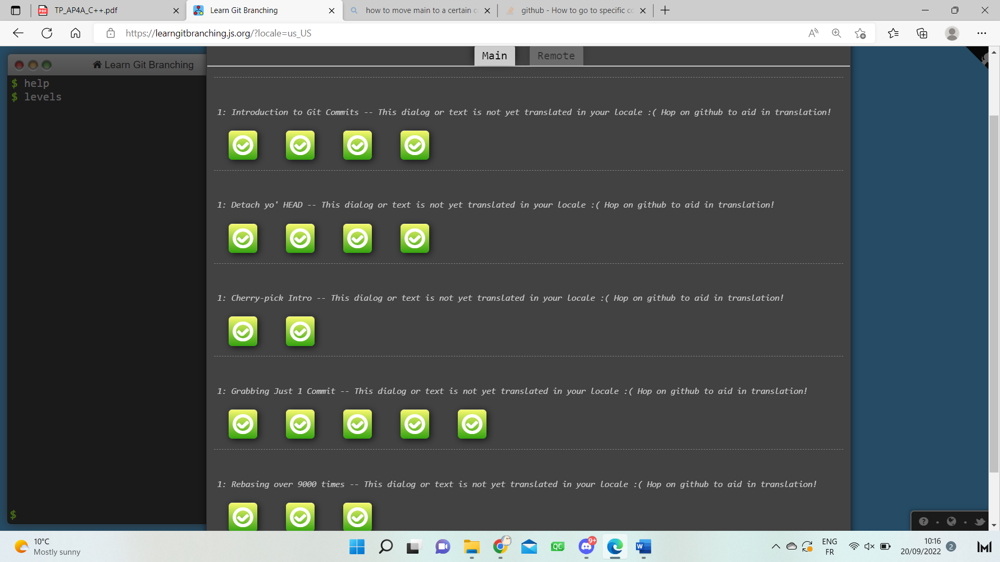 TP_AP4A_C++.pdf
Learn Git Branching
how to move main to a certain c
github - How to go to specific co
https://learngitbranching.js.org/?locale=us_US
Main
Remote
Learn Git Branching
$ help
$ levels
1: Introduction to Git Commits -- This dialog or text is not yet translated in your locale :( Hop on github to aid in translation!
1: Detach yo' HEAD -- This dialog or text is not yet translated in your locale :( Hop on github to aid in translation!
1: Cherry-pick Intro -- This dialog or text is not yet translated in your locale :( Hop on github to aid in translation!
1: Grabbing Just 1 Commit -- This dialog or text is not yet translated in your locale :( Hop on github to aid in translation!
1: Rebasing over 9000 times -- This dialog or text is not yet translated in your locale :( Hop on github to aid in translation!
$
10°C
Mostly sunny
QC
9+
W
ENG
FR
10:16
20/09/2022
2